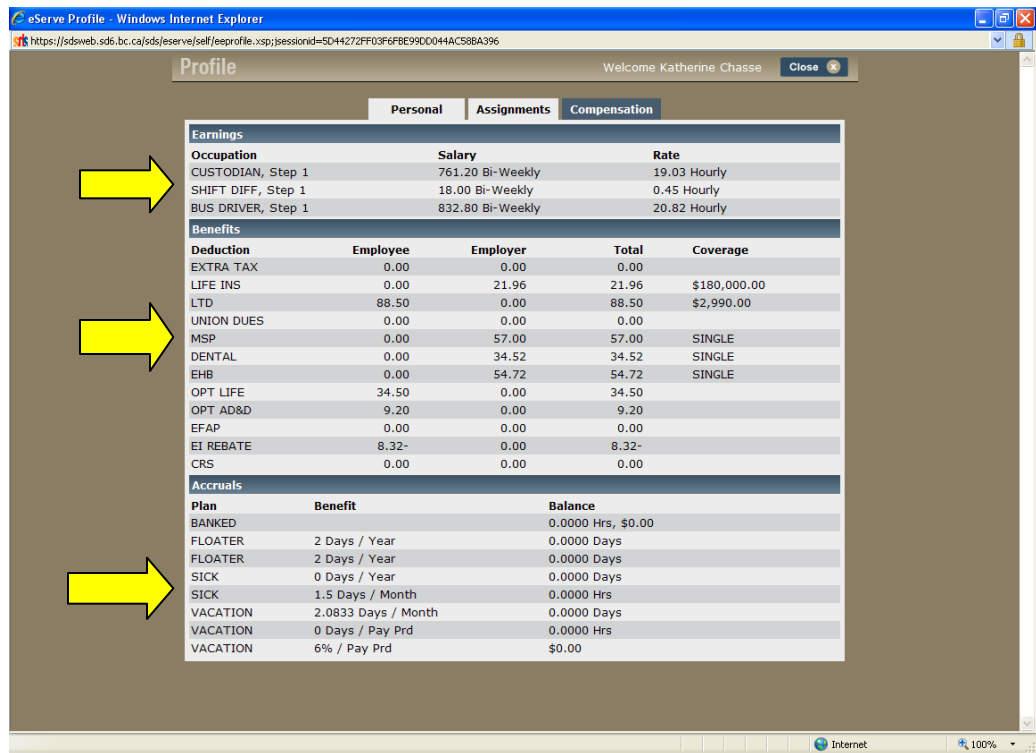 eServe Profile - Windows Internet Explorer
https://sdsweb.sd6.bc.ca/sds/eserve/self/eeprofile.xsp;jsessionid=5D44272FF03F6FBE99DD044AC58BA396
Profile Welcome Katherine Chasse Close
Personal Assignments Compensation
Earnings
Occupation Salary Rate
CUSTODIAN, Step 1 761.20 Bi-Weekly 19.03 Hourly
SHIFT DIFF, Step 1 18.00 Bi-Weekly 0.45 Hourly
BUS DRIVER, Step 1 832.80 Bi-Weekly 20.82 Hourly
Benefits
Deduction Employee Employer Total Coverage
EXTRA TAX 0.00 0.00 0.00
LIFE INS 0.00 21.96 21.96 $180,000.00
LTD 88.50 0.00 88.50 $2,990.00
UNION DUES 0.00 0.00 0.00
MSP 0.00 57.00 57.00 SINGLE
DENTAL 0.00 34.52 34.52 SINGLE
EHB 0.00 54.72 54.72 SINGLE
OPT LIFE 34.50 0.00 34.50
OPT AD&D 9.20 0.00 9.20
EFAP 0.00 0.00 0.00
EI REBATE 8.32- 0.00 8.32-
CRS 0.00 0.00 0.00
Accruals
Plan Benefit Balance
BANKED 0.0000 Hrs, $0.00
FLOATER 2 Days / Year 0.0000 Days
FLOATER 2 Days / Year 0.0000 Days
SICK 0 Days / Year 0.0000 Days
SICK 1.5 Days / Month 0.0000 Hrs
VACATION 2.0833 Days / Month 0.0000 Days
VACATION 0 Days / Pay Prd 0.0000 Hrs
VACATION 6% / Pay Prd $0.00
Internet 100%